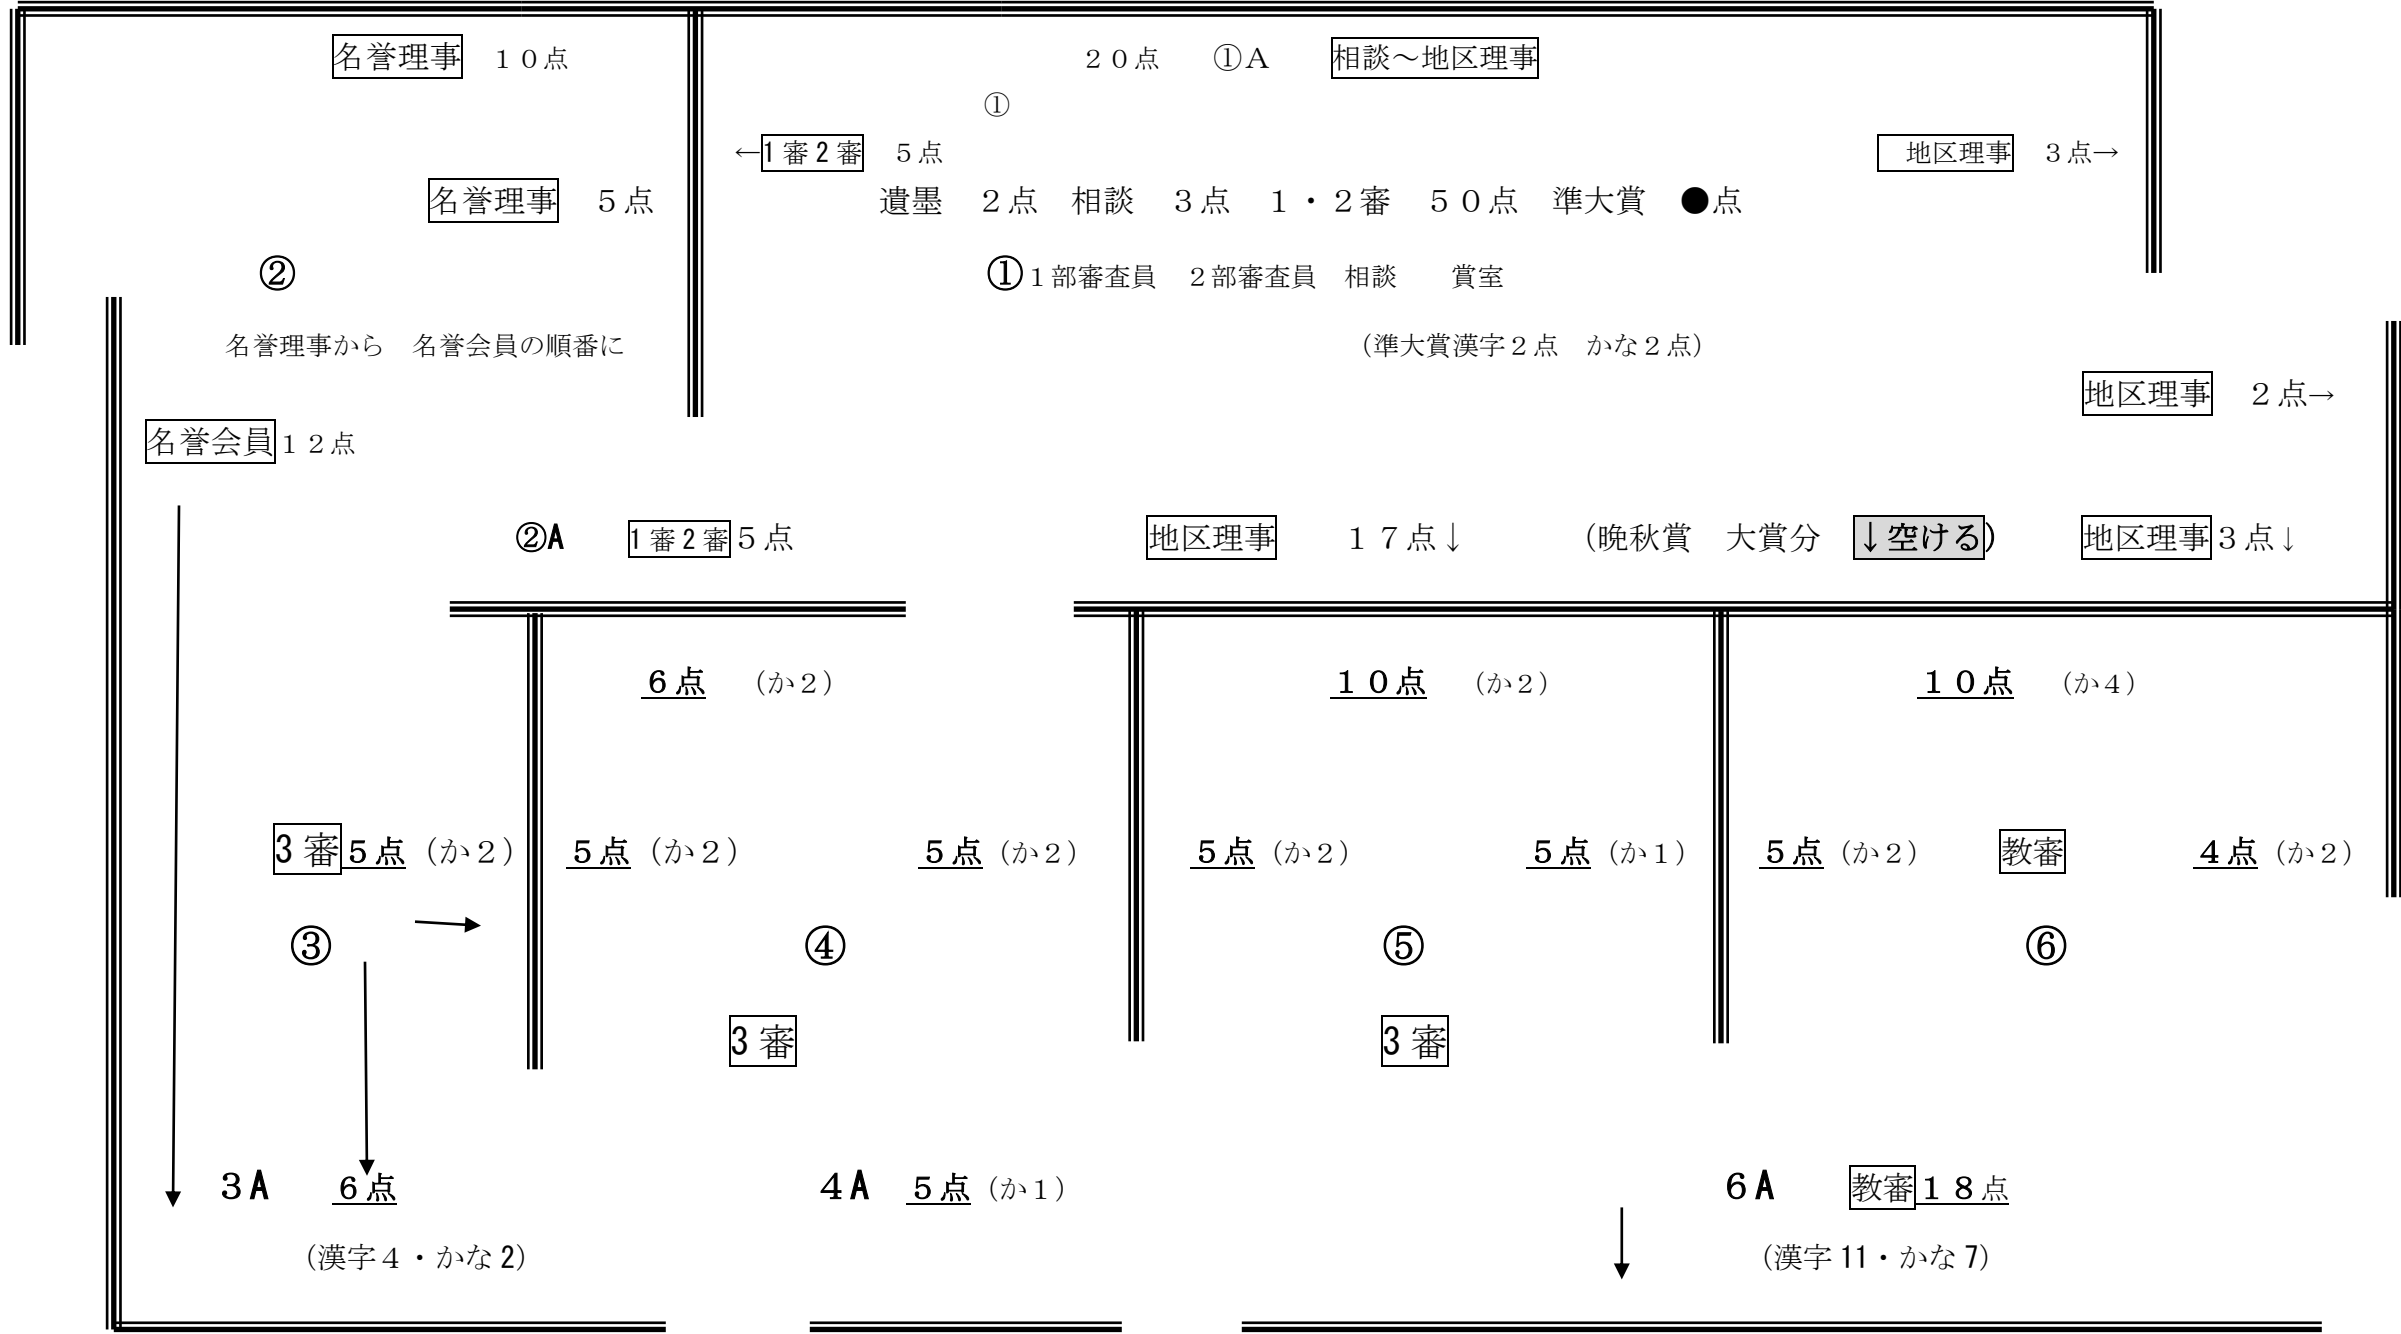 名誉理事　１０点　２０点　①Ａ　相談～地区理事
①
←1審2審　５点　地区理事　３点→
名誉理事　５点　遺墨　２点　相談　３点　１・２審　５０点　準大賞　●点
②　①１部審査員　２部審査員　相談　賞室
名誉理事から　名誉会員の順番に　（準大賞漢字２点　かな２点）
地区理事　２点→
名誉会員１２点
②A　1審2審５点　地区理事　１７点↓　（晩秋賞　大賞分　↓空ける）　地区理事３点↓
６点　（か２）　１０点　（か２）　１０点　（か４）
3審５点（か２）　５点（か２）　５点（か２）　５点（か２）　５点（か１）　５点（か２）　教審　４点（か２）
③　④　⑤　⑥
3審　3審
３A　６点　４A　５点（か１）　６A　教審１８点
（漢字４・かな2）　（漢字11・かな7）